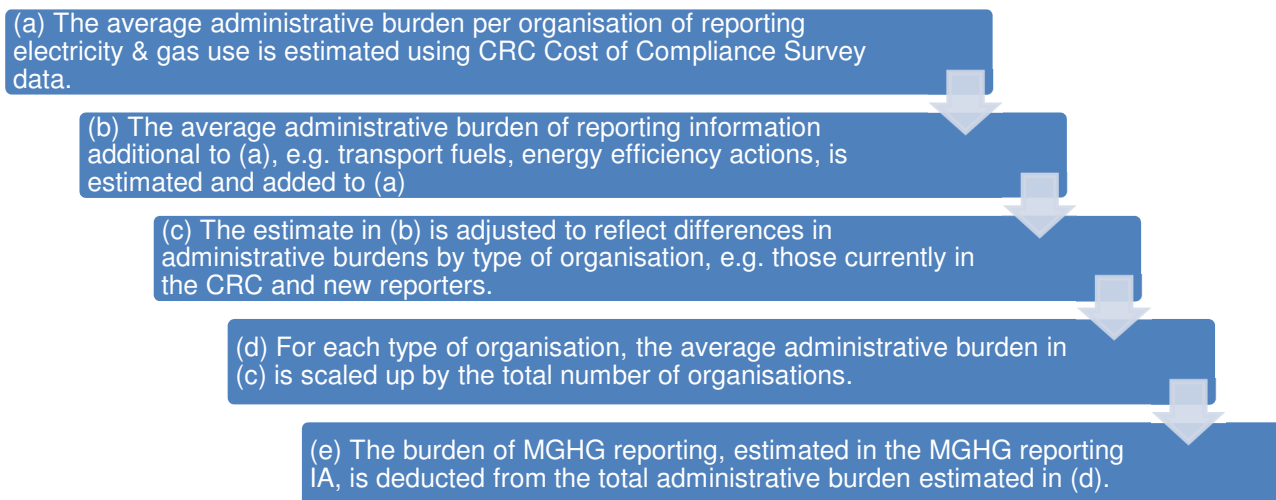 (a) The average administrative burden per organisation of reporting
electricity & gas use is estimated using CRC Cost of Compliance Survey
data.
(b) The average administrative burden of reporting information
additional to (a), e.g. transport fuels, energy efficiency actions, is
estimated and added to (a)
(c) The estimate in (b) is adjusted to reflect differences in
administrative burdens by type of organisation, e.g. those currently in
the CRC and new reporters.
(d) For each type of organisation, the average administrative burden in
(c) is scaled up by the total number of organisations.
(e) The burden of MGHG reporting, estimated in the MGHG reporting
IA, is deducted from the total administrative burden estimated in (d).